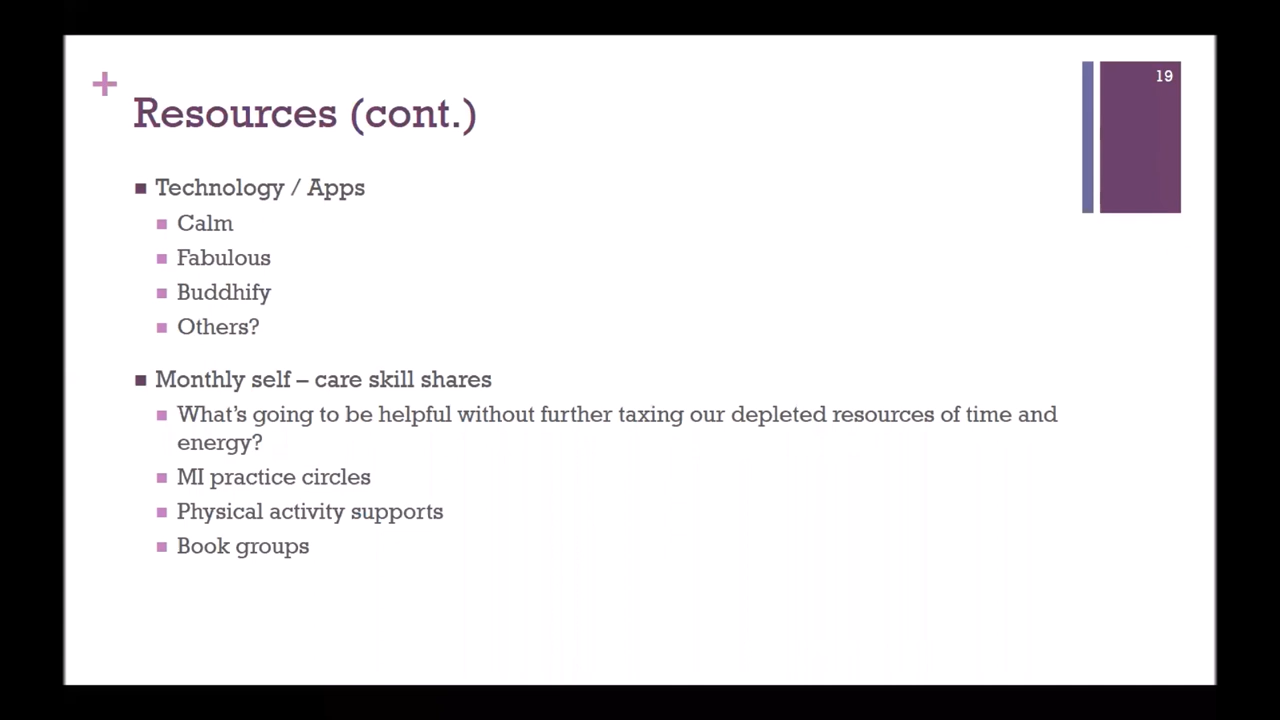 19
+
Resources (cont.)
Technology / Apps
Calm
Fabulous
Buddhify
Others?
Monthly self – care skill shares
What's going to be helpful without further taxing our depleted resources of time and
energy?
MI practice circles
Physical activity supports
Book groups